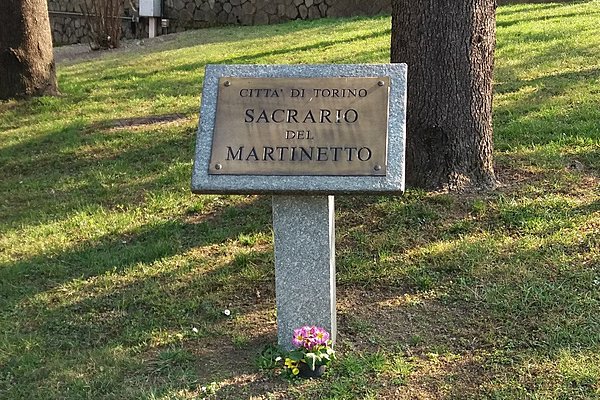 CITTA' DI TORINO
SACRARIO
DEL
MARTINETTO